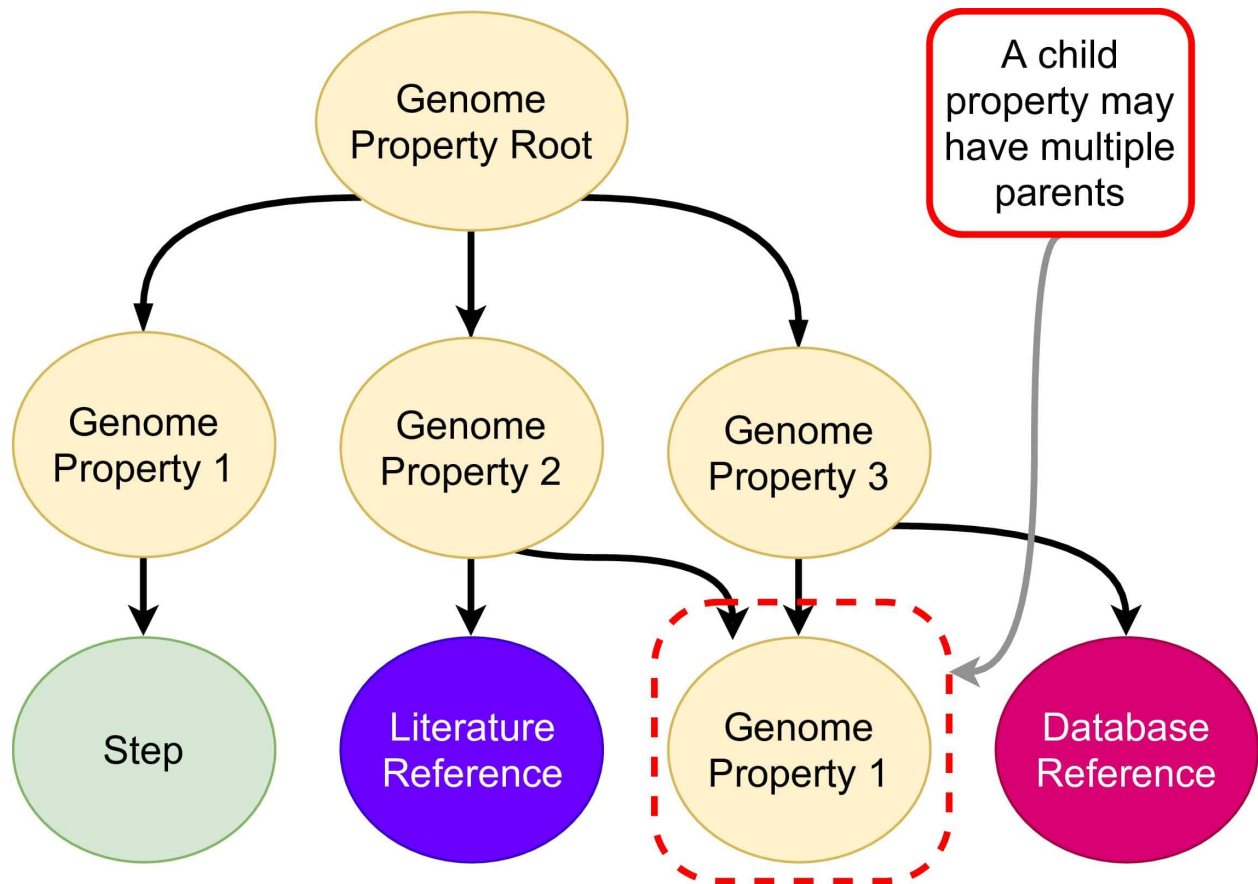 Genome
Property Root
A child
property may
have multiple
parents
Genome
Property 1
Genome
Property 2
Genome
Property 3
Step
Literature
Reference
Genome
Property 1
Database
Reference